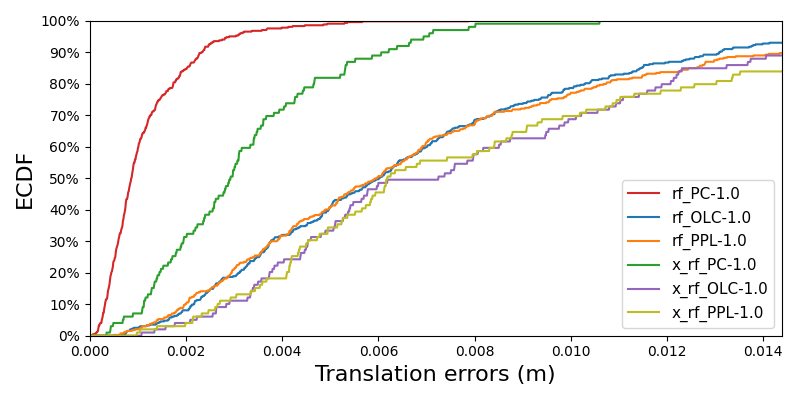 100%
90%
80%
70%
60%
50%
40%
30%
20%
10%
0%
ECDF
rf_PC-1.0
rf_OLC-1.0
rf_PPL-1.0
x_rf_PC-1.0
x_rf_OLC-1.0
x_rf_PPL-1.0
0.000 0.002 0.004 0.006 0.008 0.010 0.012 0.014
Translation errors (m)